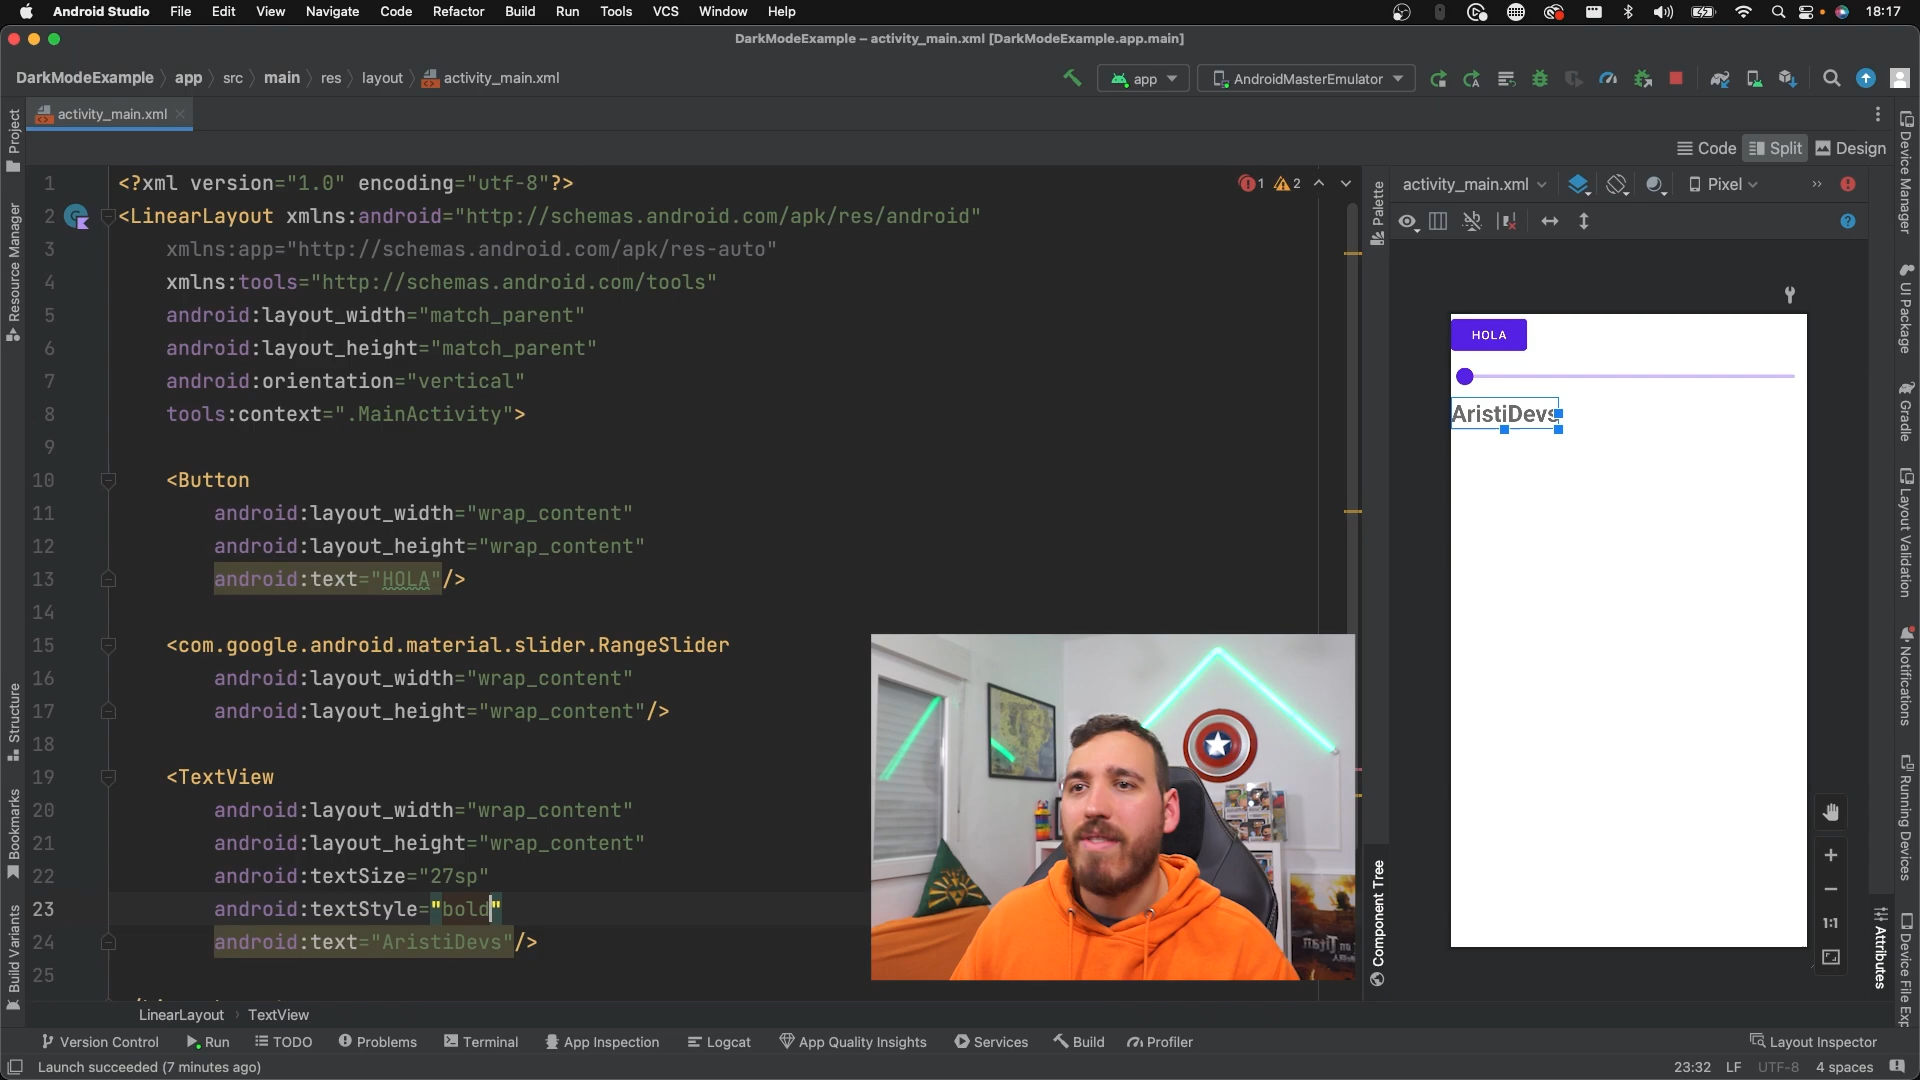 Android Studio File Edit View Navigate Code Refactor Build Run Tools VCS Window Help 18:17
DarkModeExample – activity_main.xml [DarkModeExample.app.main]
DarkModeExample app src main res layout activity_main.xml app AndroidMasterEmulator
activity_main.xml
Code Split Design
Project
Resource Manager
Structure
Bookmarks
Build Variants
1 <?xml version="1.0" encoding="utf-8"?>
2 <LinearLayout xmlns:android="http://schemas.android.com/apk/res/android"
3 xmlns:app="http://schemas.android.com/apk/res-auto"
4 xmlns:tools="http://schemas.android.com/tools"
5 android:layout_width="match_parent"
6 android:layout_height="match_parent"
7 android:orientation="vertical"
8 tools:context=".MainActivity">
9
10 <Button
11 android:layout_width="wrap_content"
12 android:layout_height="wrap_content"
13 android:text="HOLA"/>
14
15 <com.google.android.material.slider.RangeSlider
16 android:layout_width="wrap_content"
17 android:layout_height="wrap_content"/>
18
19 <TextView
20 android:layout_width="wrap_content"
21 android:layout_height="wrap_content"
22 android:textSize="27sp"
23 android:textStyle="bold"
24 android:text="AristiDevs"/>
25
1 2
Palette
Component Tree
activity_main.xml Pixel
HOLA
AristiDevs
1:1
Device Manager
UI Package
Gradle
Layout Validation
Notifications
Running Devices
Attributes
Device File Exp
LinearLayout TextView
Version Control Run TODO Problems Terminal App Inspection Logcat App Quality Insights Services Build Profiler Layout Inspector
Launch succeeded (7 minutes ago) 23:32 LF UTF-8 4 spaces